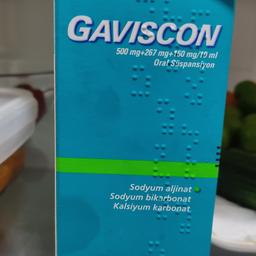 GAVISCON
500 mg+267 mg+160 mg/10 ml
Oral Süspansiyon
Sodyum aljinat
Sodyum bikarbonat
Kalsiyum karbonat